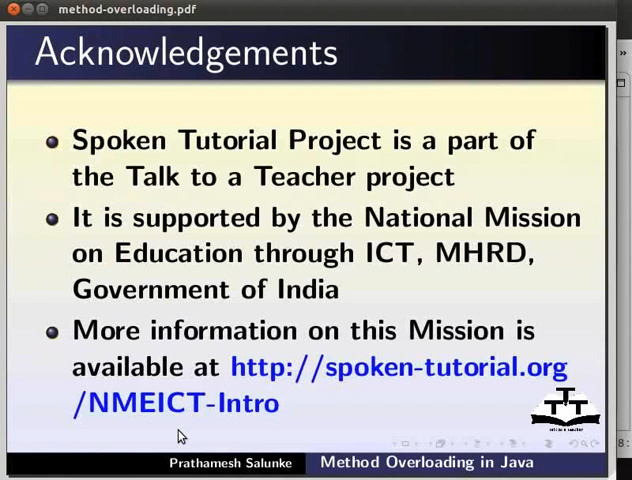 method-overloading.pdf
Acknowledgements
Spoken Tutorial Project is a part of
the Talk to a Teacher project
It is supported by the National Mission
on Education through ICT, MHRD,
Government of India
More information on this Mission is
available at http://spoken-tutorial.org
/NMEICT-Intro
Prathamesh Salunke
Method Overloading in Java